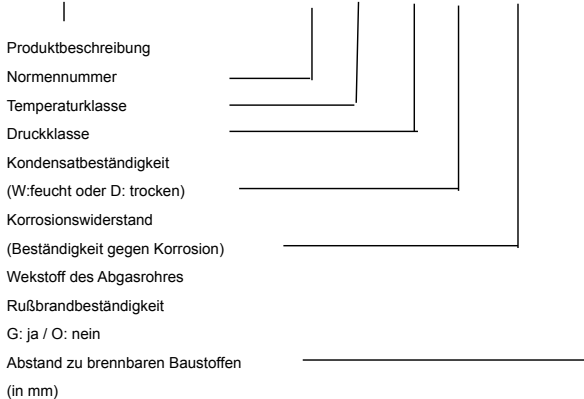 Produktbeschreibung
Normennummer
Temperaturklasse
Druckklasse
Kondensatbeständigkeit
(W:feucht oder D: trocken)
Korrosionswiderstand
(Beständigkeit gegen Korrosion)
Wekstoff des Abgasrohres
Rußbrandbeständigkeit
G: ja / O: nein
Abstand zu brennbaren Baustoffen
(in mm)